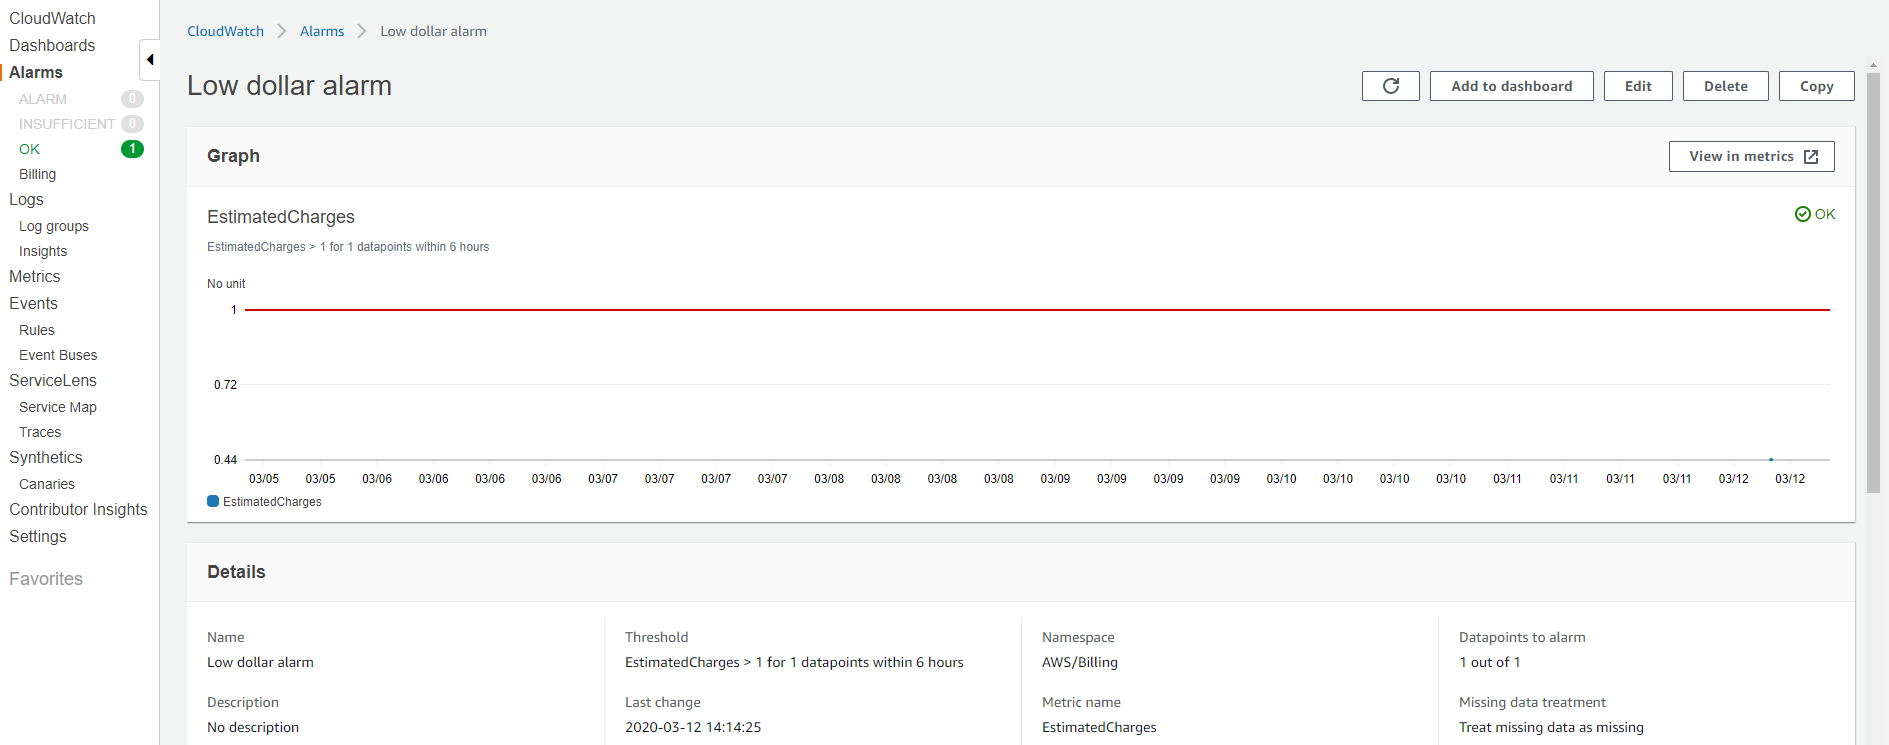 CloudWatch
Dashboards
Alarms
ALARM 0
INSUFFICIENT 0
OK 1
Billing
Logs
Log groups
Insights
Metrics
Events
Rules
Event Buses
ServiceLens
Service Map
Traces
Synthetics
Canaries
Contributor Insights
Settings
Favorites
CloudWatch Alarms Low dollar alarm
Low dollar alarm
Add to dashboard Edit Delete Copy
Graph
View in metrics
EstimatedCharges
OK
EstimatedCharges > 1 for 1 datapoints within 6 hours
No unit
1
0.72
0.44
03/05 03/05 03/06 03/06 03/06 03/06 03/07 03/07 03/07 03/07 03/08 03/08 03/08 03/08 03/09 03/09 03/09 03/09 03/10 03/10 03/10 03/10 03/11 03/11 03/11 03/11 03/12 03/12
EstimatedCharges
Details
Name
Low dollar alarm
Description
No description
Threshold
EstimatedCharges > 1 for 1 datapoints within 6 hours
Last change
2020-03-12 14:14:25
Namespace
AWS/Billing
Metric name
EstimatedCharges
Datapoints to alarm
1 out of 1
Missing data treatment
Treat missing data as missing